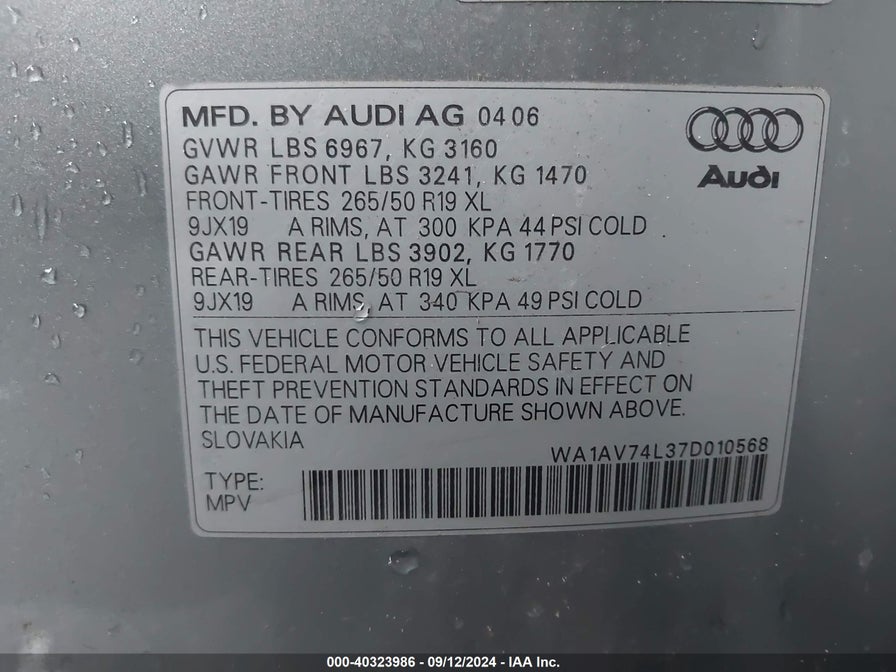 MFD. BY AUDI AG 04 06
GVWR LBS 6967, KG 3160
GAWR FRONT LBS 3241, KG 1470
FRONT-TIRES 265/50 R19 XL
9JX19 A RIMS, AT 300 KPA 44 PSI COLD
GAWR REAR LBS 3902, KG 1770
REAR-TIRES 265/50 R19 XL
9JX19 A RIMS, AT 340 KPA 49 PSI COLD
Audi
THIS VEHICLE CONFORMS TO ALL APPLICABLE
U.S. FEDERAL MOTOR VEHICLE SAFETY AND
THEFT PREVENTION STANDARDS IN EFFECT ON
THE DATE OF MANUFACTURE SHOWN ABOVE.
SLOVAKIA
WA1AV74L37D010568
TYPE:
MPV
000-40323986 - 09/12/2024 - IAA Inc.